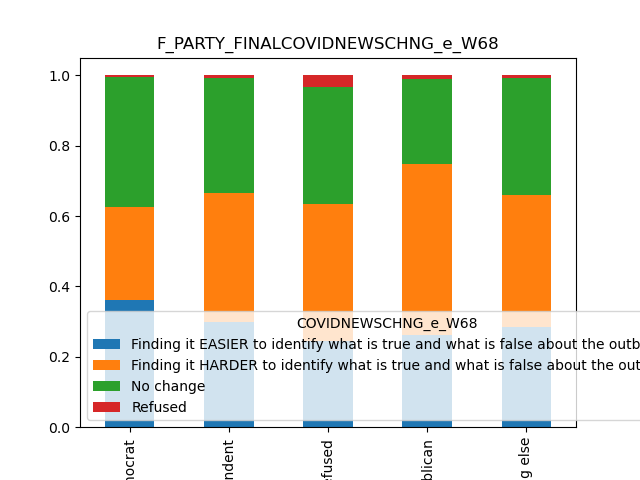 F_PARTY_FINALCOVIDNEWSCHNG_e_W68
1.0
0.8
0.6
0.4
0.2
0.0
COVIDNEWSCHNG_e_W68
Finding it EASIER to identify what is true and what is false about the outb
Finding it HARDER to identify what is true and what is false about the out
No change
Refused
nocrat
ndent
efused
blican
g else